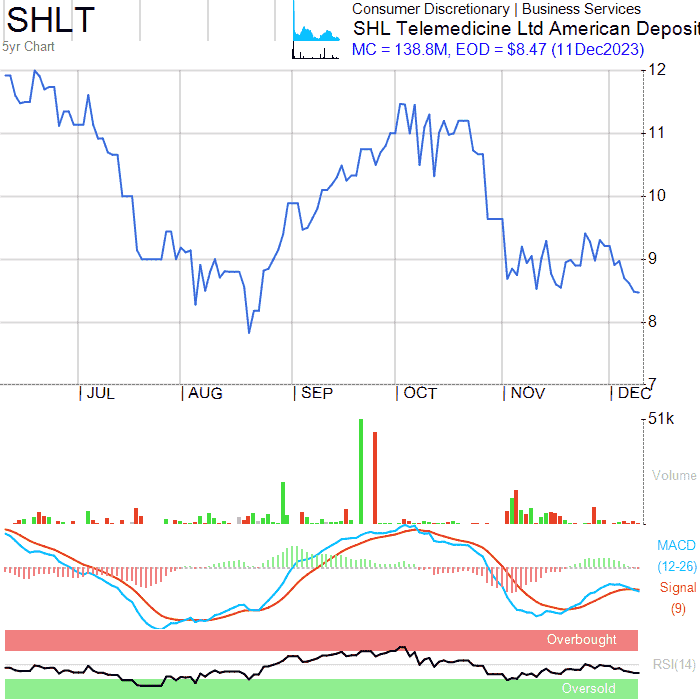 SHLT
5yr Chart
Consumer Discretionary | Business Services
SHL Telemedicine Ltd American Deposit
MC = 138.8M, EOD = $8.47 (11Dec2023)
12
11
10
9
8
7
| JUL | AUG | SEP | OCT | NOV | DEC
51k
Volume
MACD
(12-26)
Signal
(9)
Overbought
RSI(14)
Oversold